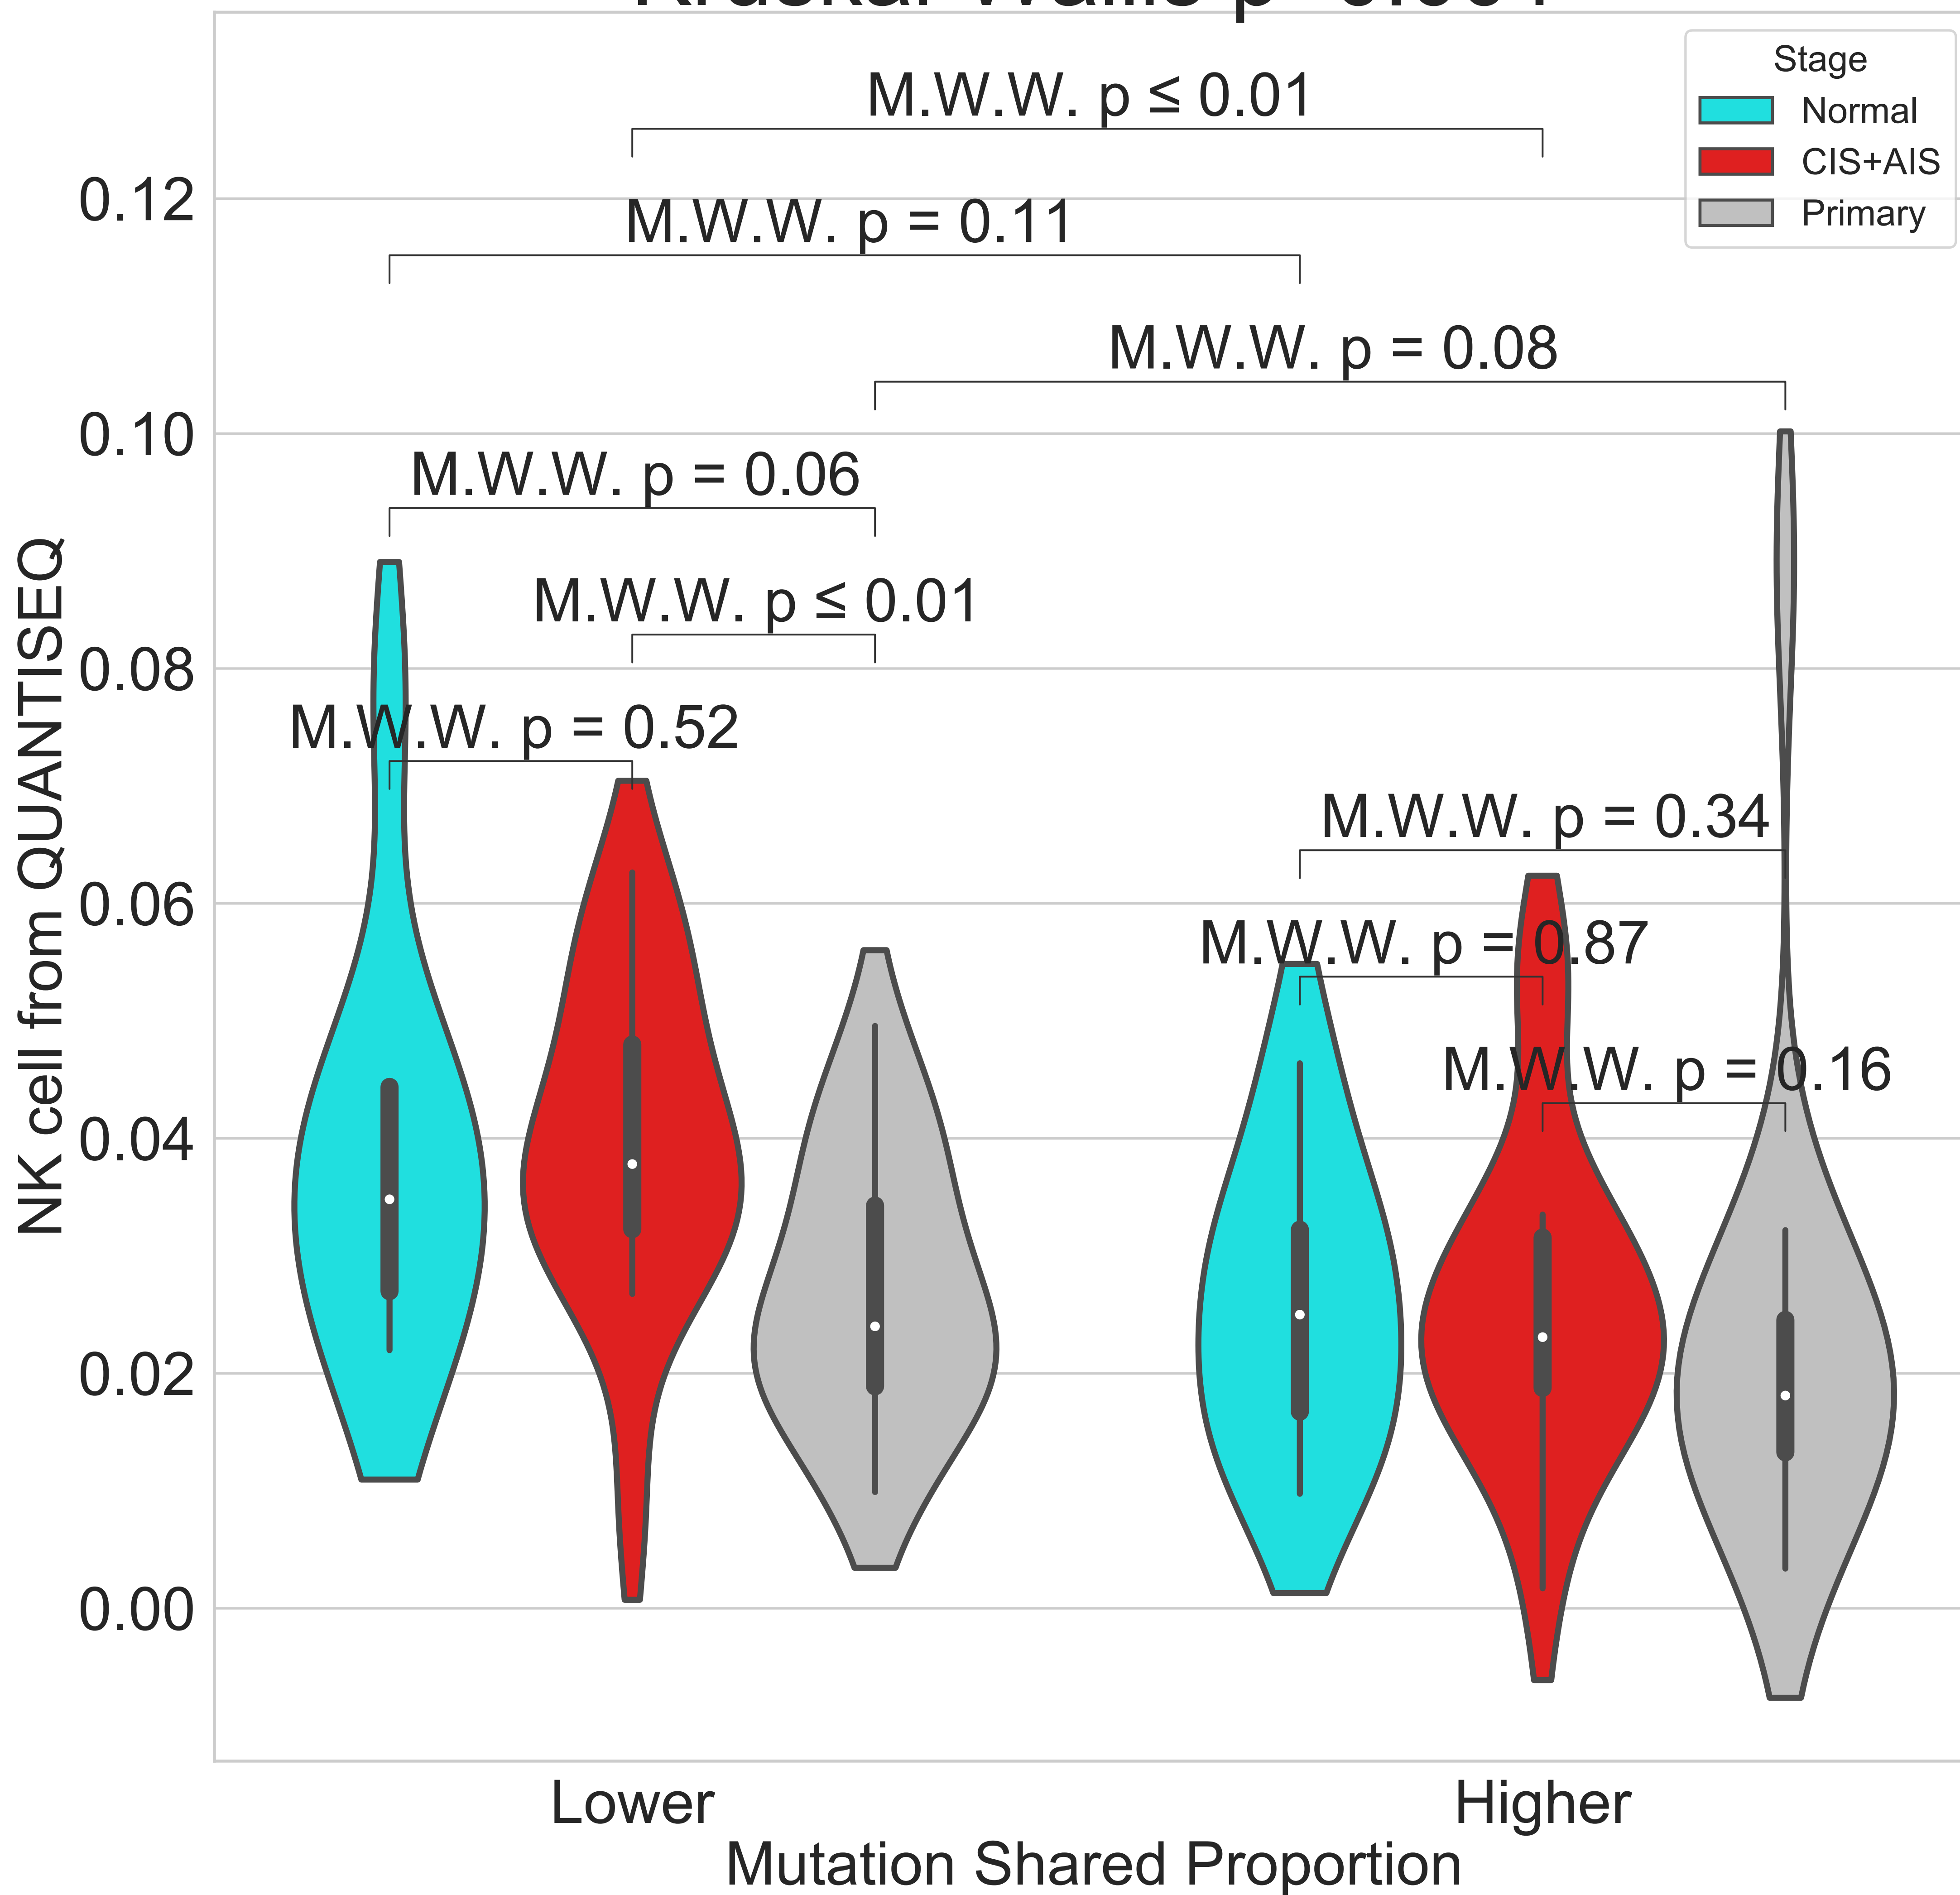 Stage
Normal
CIS+AIS
Primary
M.W.W. p ≤ 0.01
M.W.W. p = 0.11
M.W.W. p = 0.08
M.W.W. p = 0.06
M.W.W. p ≤ 0.01
M.W.W. p = 0.52
M.W.W. p = 0.34
M.W.W. p = 0.87
M.W.W. p = 0.16
0.12
0.10
0.08
0.06
0.04
0.02
0.00
NK cell from QUANTISEQ
Lower
Higher
Mutation Shared Proportion